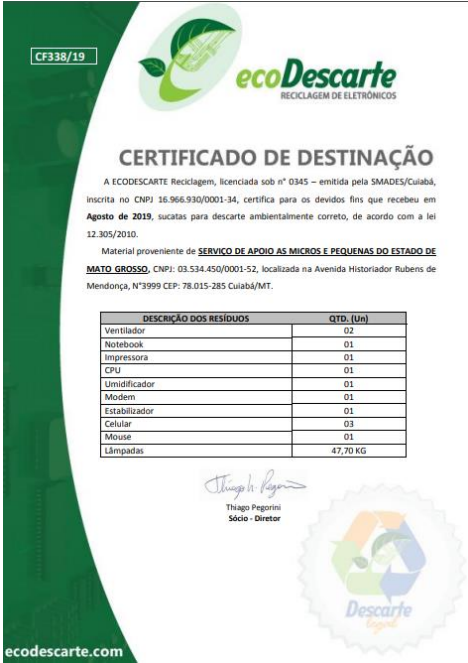 CF338/19
ecoDescarte
RECICLAGEM DE ELETRÔNICOS
CERTIFICADO DE DESTINAÇÃO
A ECODESCARTE Reciclagem, licenciada sob n° 0345 – emitida pela SMADES/Cuiabá,
inscrita no CNPJ 16.966.930/0001-34, certifica para os devidos fins que recebeu em
Agosto de 2019, sucatas para descarte ambientalmente correto, de acordo com a lei
12.305/2010.
Material proveniente de SERVIÇO DE APOIO AS MICROS E PEQUENAS DO ESTADO DE
MATO GROSSO, CNPJ: 03.534.450/0001-52, localizada na Avenida Historiador Rubens de
Mendonça, N°3999 CEP: 78.015-285 Cuiabá/MT.
DESCRIÇÃO DOS RESÍDUOS QTD. (Un)
Ventilador 02
Notebook 01
Impressora 01
CPU 01
Umidificador 01
Modem 01
Estabilizador 01
Celular 03
Mouse 01
Lâmpadas 47,70 KG
Thiago Pegorini
Sócio - Diretor
Descarte
legal
ecodescarte.com